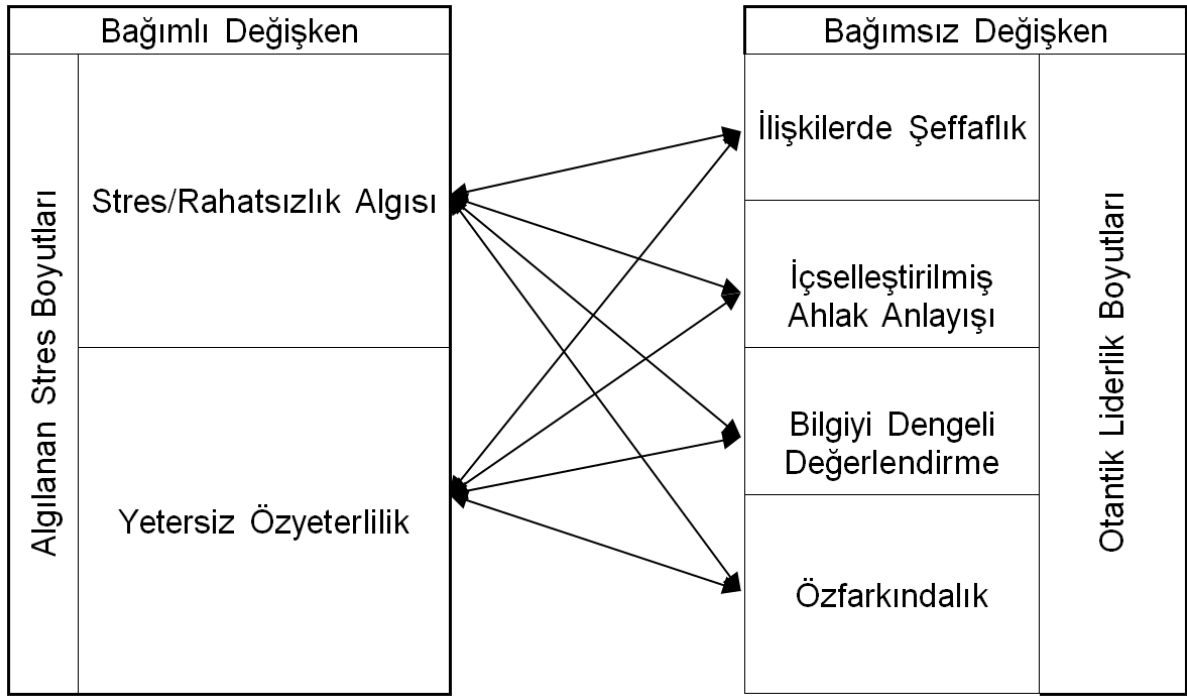 Bağımlı Değişken
Algılanan Stres Boyutları
Stres/Rahatsızlık Algısı
Yetersiz Özyeterlilik
Bağımsız Değişken
İlişkilerde Şeffaflık
İçselleştirilmiş
Ahlak Anlayışı
Bilgiyi Dengeli
Değerlendirme
Özfarkındalık
Otantik Liderlik Boyutları